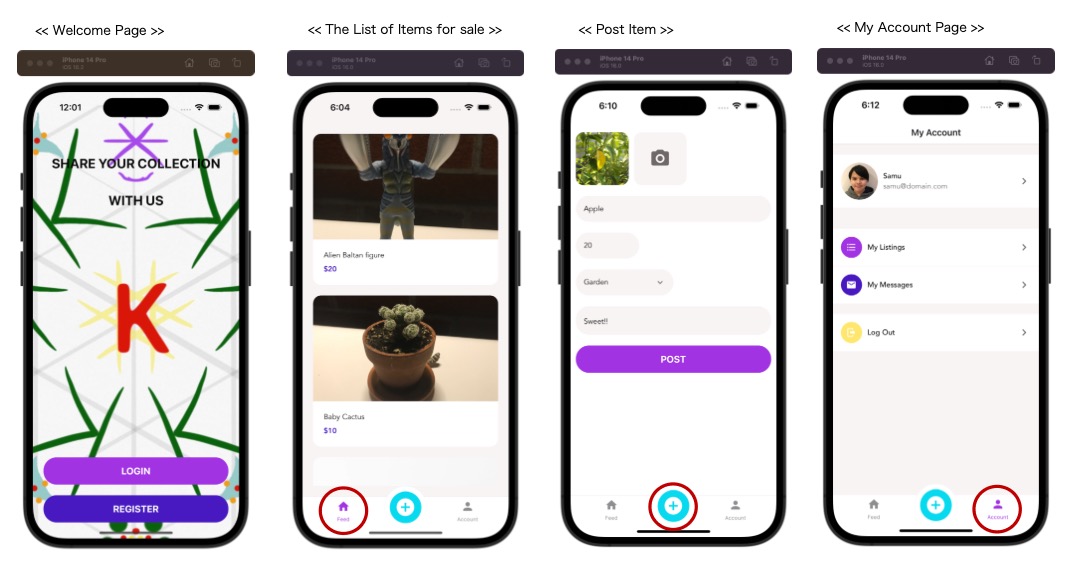 << Welcome Page >>
iPhone 14 Pro
iOS 16.2
12:01
SHARE YOUR COLLECTION
WITH US
K
LOGIN
REGISTER
<< The List of Items for sale >>
iPhone 14 Pro
iOS 16.0
6:04
Alien Baltan figure
$20
Baby Cactus
$10
Feed
Account
<< Post Item >>
iPhone 14 Pro
iOS 16.0
6:10
Apple
20
Garden
Sweet!!
POST
Feed
Account
<< My Account Page >>
iPhone 14 Pro
iOS 16.0
6:12
My Account
Samu
samu@domain.com
My Listings
My Messages
Log Out
Feed
Account